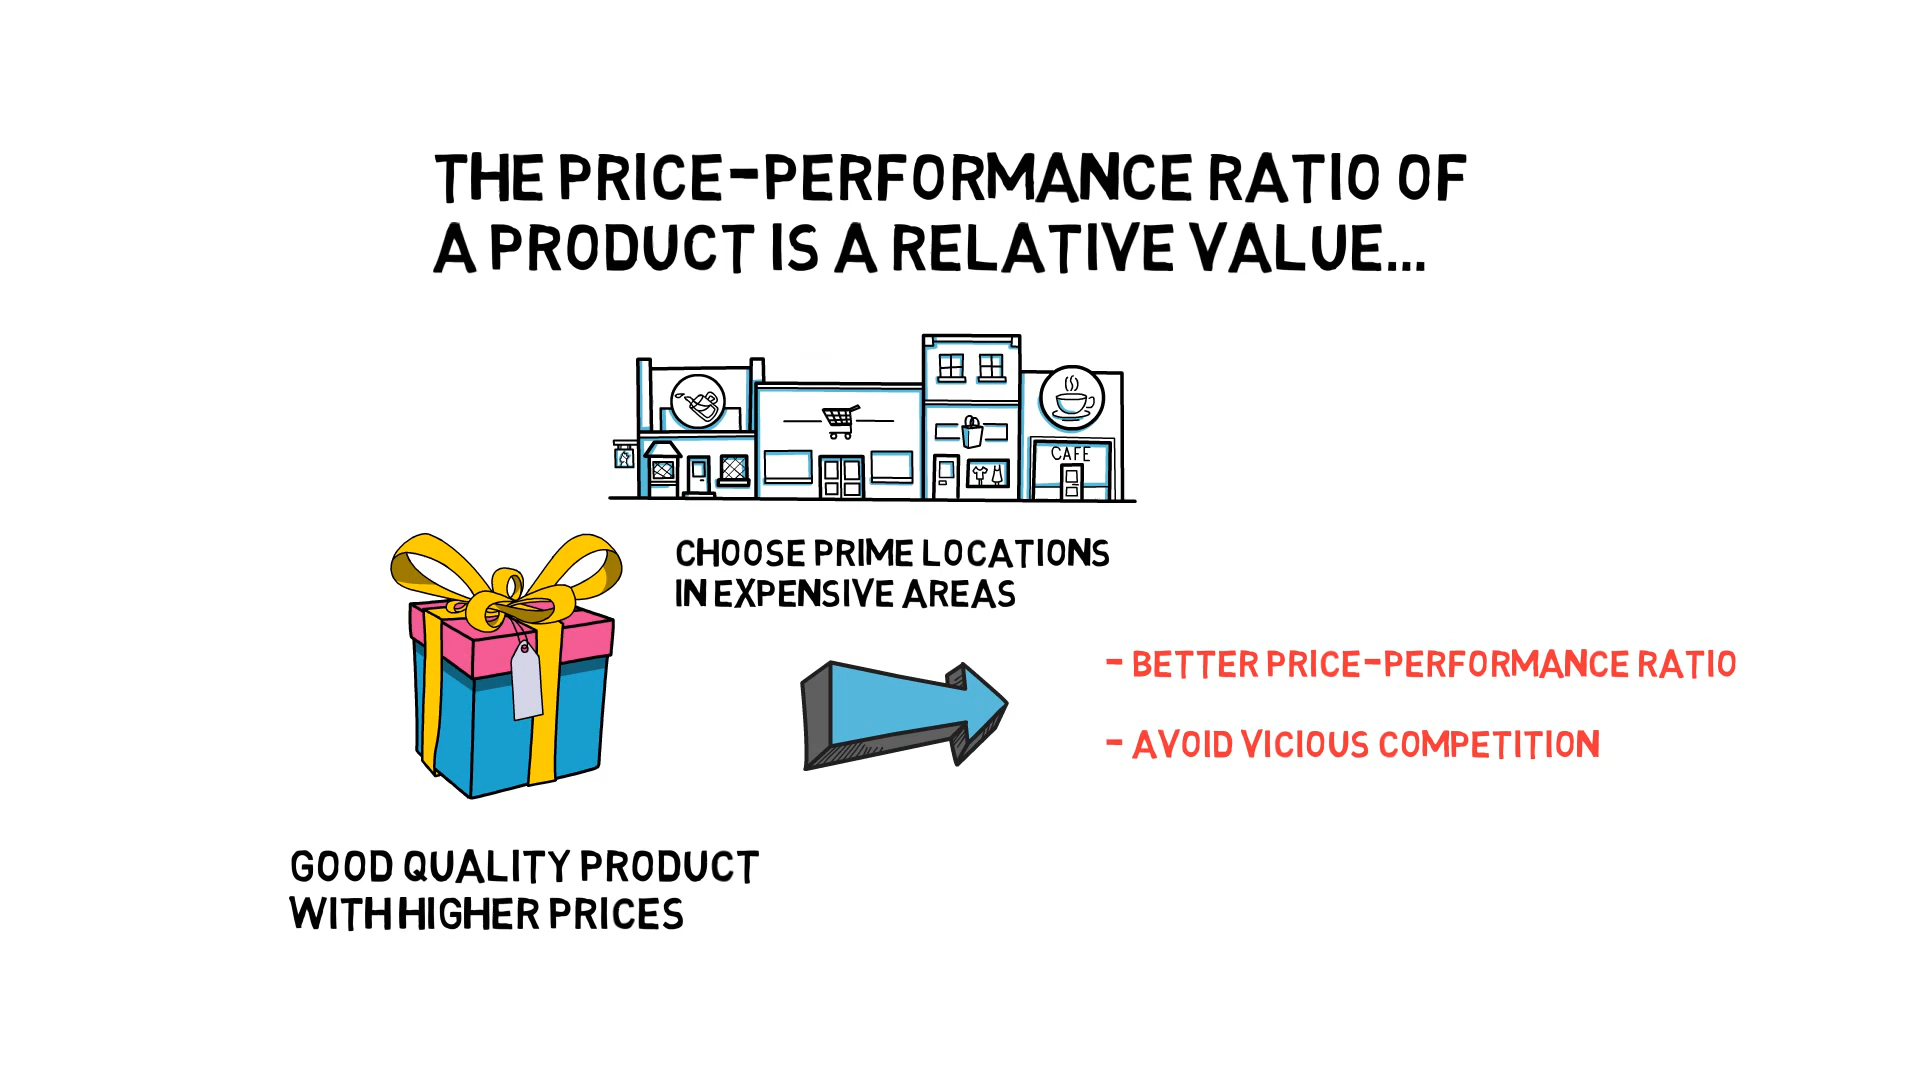 THE PRICE-PERFORMANCE RATIO OF
A PRODUCT IS A RELATIVE VALUE...
CAFE
CHOOSE PRIME LOCATIONS
IN EXPENSIVE AREAS
- BETTER PRICE-PERFORMANCE RATIO
- AVOID VICIOUS COMPETITION
GOOD QUALITY PRODUCT
WITH HIGHER PRICES